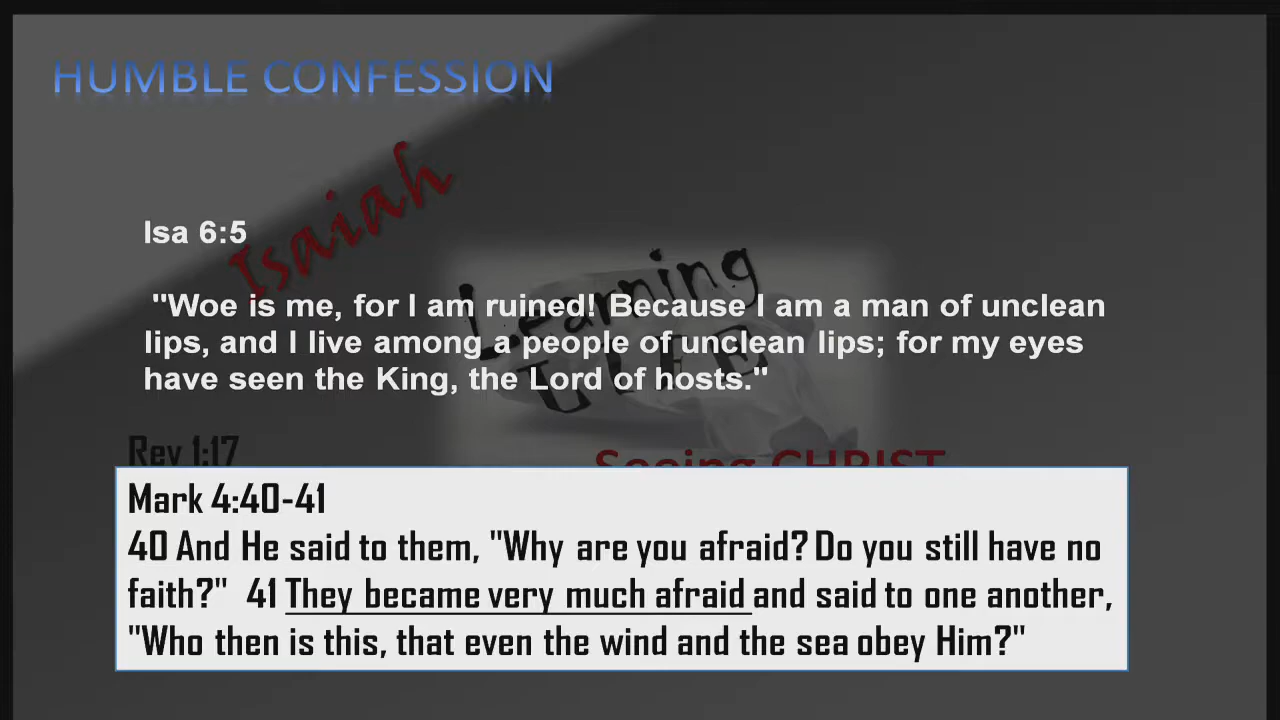 HUMBLE CONFESSION
Isaiah
Isa 6:5
Learning
LIFE
"Woe is me, for I am ruined! Because I am a man of unclean
lips, and I live among a people of unclean lips; for my eyes
have seen the King, the Lord of hosts."
Rev 1:17
Seeing CHRIST
Mark 4:40-41
40 And He said to them, "Why are you afraid? Do you still have no
faith?" 41 They became very much afraid and said to one another,
"Who then is this, that even the wind and the sea obey Him?"